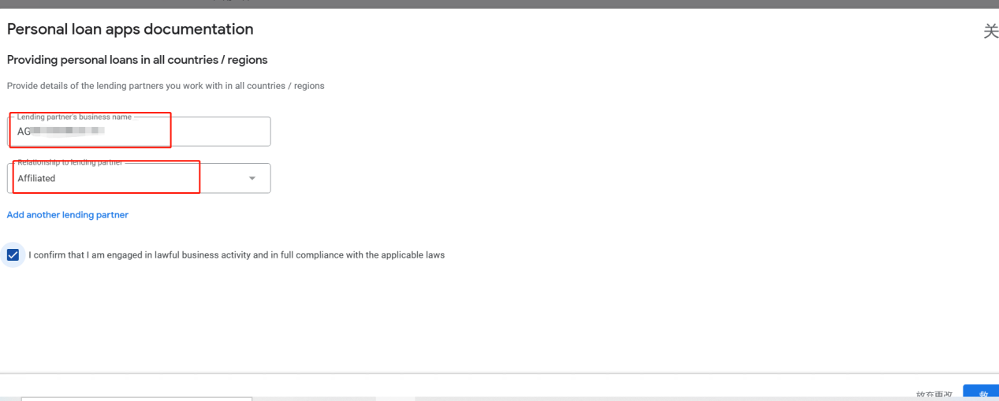 Personal loan apps documentation
关
Providing personal loans in all countries / regions
Provide details of the lending partners you work with in all countries / regions
Lending partner's business name
AG
Relationship to lending partner
Affiliated
Add another lending partner
I confirm that I am engaged in lawful business activity and in full compliance with the applicable laws
放弃更改
救